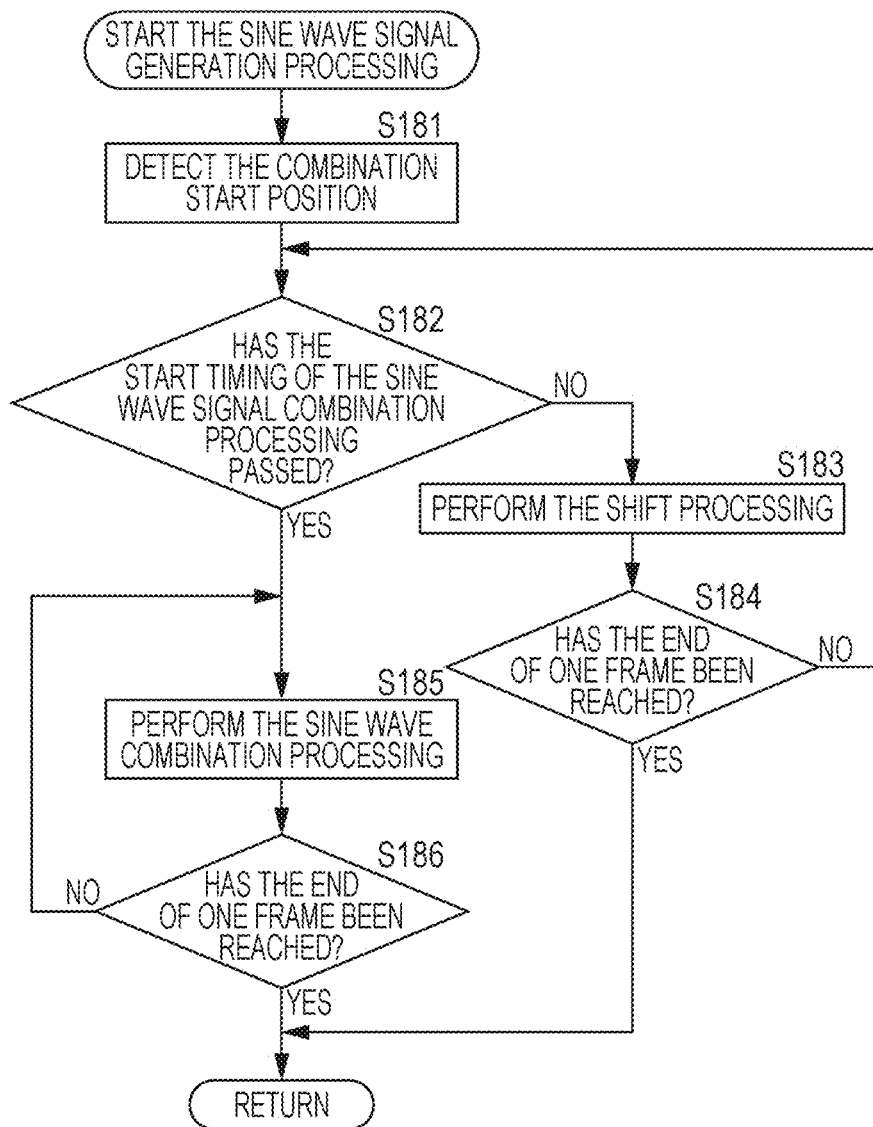 START THE SINE WAVE SIGNAL
GENERATION PROCESSING
S181
DETECT THE COMBINATION
START POSITION
S182
HAS THE
START TIMING OF THE SINE
WAVE SIGNAL COMBINATION
PROCESSING
PASSED?
NO
YES
S183
PERFORM THE SHIFT PROCESSING
S184
HAS THE END
OF ONE FRAME BEEN
REACHED?
NO
YES
S185
PERFORM THE SINE WAVE
COMBINATION PROCESSING
S186
HAS THE END
OF ONE FRAME BEEN
REACHED?
NO
YES
RETURN